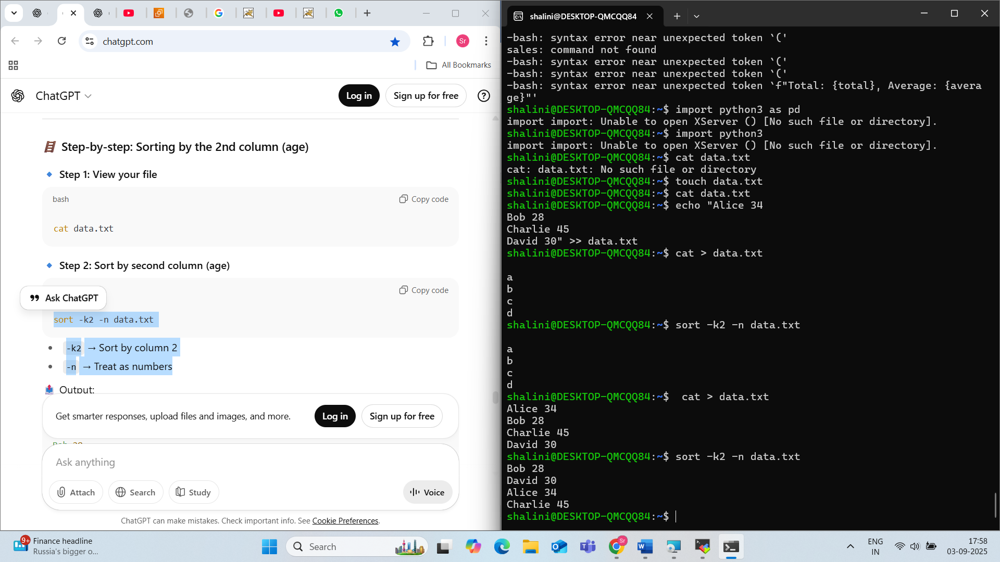 chatgpt.com
Sr
All Bookmarks
ChatGPT
Log in
Sign up for free
Step-by-step: Sorting by the 2nd column (age)
Step 1: View your file
bash
Copy code
cat data.txt
Step 2: Sort by second column (age)
Copy code
Ask ChatGPT
sort -k2 -n data.txt
-k2 → Sort by column 2
-n → Treat as numbers
Output:
Get smarter responses, upload files and images, and more.
Log in
Sign up for free
Ask anything
Attach
Search
Study
Voice
ChatGPT can make mistakes. Check important info. See Cookie Preferences.
shalini@DESKTOP-QMCQQ84
-bash: syntax error near unexpected token `('
sales: command not found
-bash: syntax error near unexpected token `('
-bash: syntax error near unexpected token `('
-bash: syntax error near unexpected token `f"Total: {total}, Average: {avera
ge}"'
shalini@DESKTOP-QMCQQ84:~$ import python3 as pd
import import: Unable to open XServer () [No such file or directory].
shalini@DESKTOP-QMCQQ84:~$ import python3
import import: Unable to open XServer () [No such file or directory].
shalini@DESKTOP-QMCQQ84:~$ cat data.txt
cat: data.txt: No such file or directory
shalini@DESKTOP-QMCQQ84:~$ touch data.txt
shalini@DESKTOP-QMCQQ84:~$ cat data.txt
shalini@DESKTOP-QMCQQ84:~$ echo "Alice 34
Bob 28
Charlie 45
David 30" >> data.txt
shalini@DESKTOP-QMCQQ84:~$ cat > data.txt
a
b
c
d
shalini@DESKTOP-QMCQQ84:~$ sort -k2 -n data.txt
a
b
c
d
shalini@DESKTOP-QMCQQ84:~$  cat > data.txt
Alice 34
Bob 28
Charlie 45
David 30
shalini@DESKTOP-QMCQQ84:~$ sort -k2 -n data.txt
Bob 28
David 30
Alice 34
Charlie 45
shalini@DESKTOP-QMCQQ84:~$
9+
Finance headline
Russia's bigger o...
Search
Sr
ENG
IN
17:58
03-09-2025